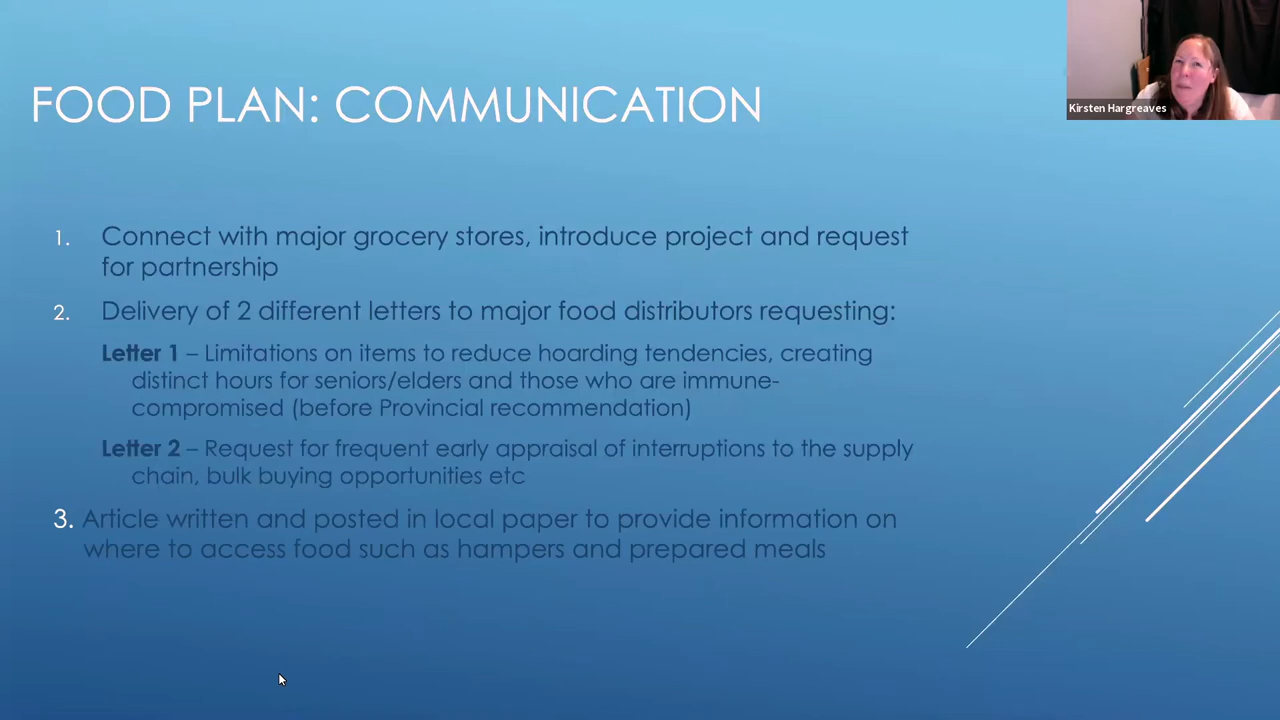 FOOD PLAN: COMMUNICATION
Kirsten Hargreaves
1. Connect with major grocery stores, introduce project and request
for partnership
2. Delivery of 2 different letters to major food distributors requesting:
Letter 1 – Limitations on items to reduce hoarding tendencies, creating
distinct hours for seniors/elders and those who are immune-
compromised (before Provincial recommendation)
Letter 2 – Request for frequent early appraisal of interruptions to the supply
chain, bulk buying opportunities etc
3. Article written and posted in local paper to provide information on
where to access food such as hampers and prepared meals